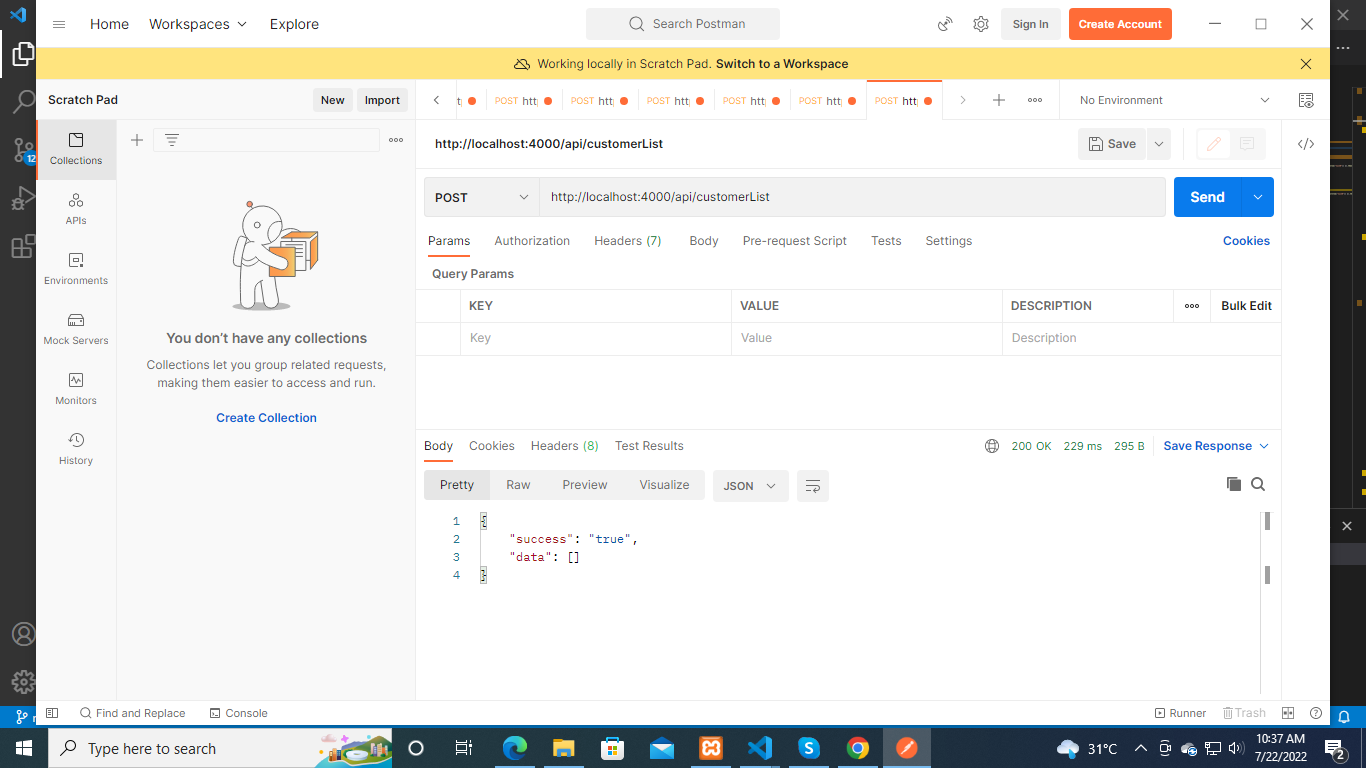 Home Workspaces Explore Search Postman Sign In Create Account
Working locally in Scratch Pad. Switch to a Workspace
Scratch Pad New Import
POST POST POST POST POST POST No Environment
Collections
APIs
Environments
Mock Servers
Monitors
History
12
You don't have any collections
Collections let you group related requests,
making them easier to access and run.
Create Collection
http://localhost:4000/api/customerList Save
POST http://localhost:4000/api/customerList Send
Params Authorization Headers (7) Body Pre-request Script Tests Settings Cookies
Query Params
KEY VALUE DESCRIPTION Bulk Edit
Key Value Description
Body Cookies Headers (8) Test Results 200 OK 229 ms 295 B Save Response
Pretty Raw Preview Visualize JSON
1 {
2 "success": "true",
3 "data": []
4 }
Find and Replace Console Runner Trash
Type here to search 31°C 10:37 AM
7/22/2022 2